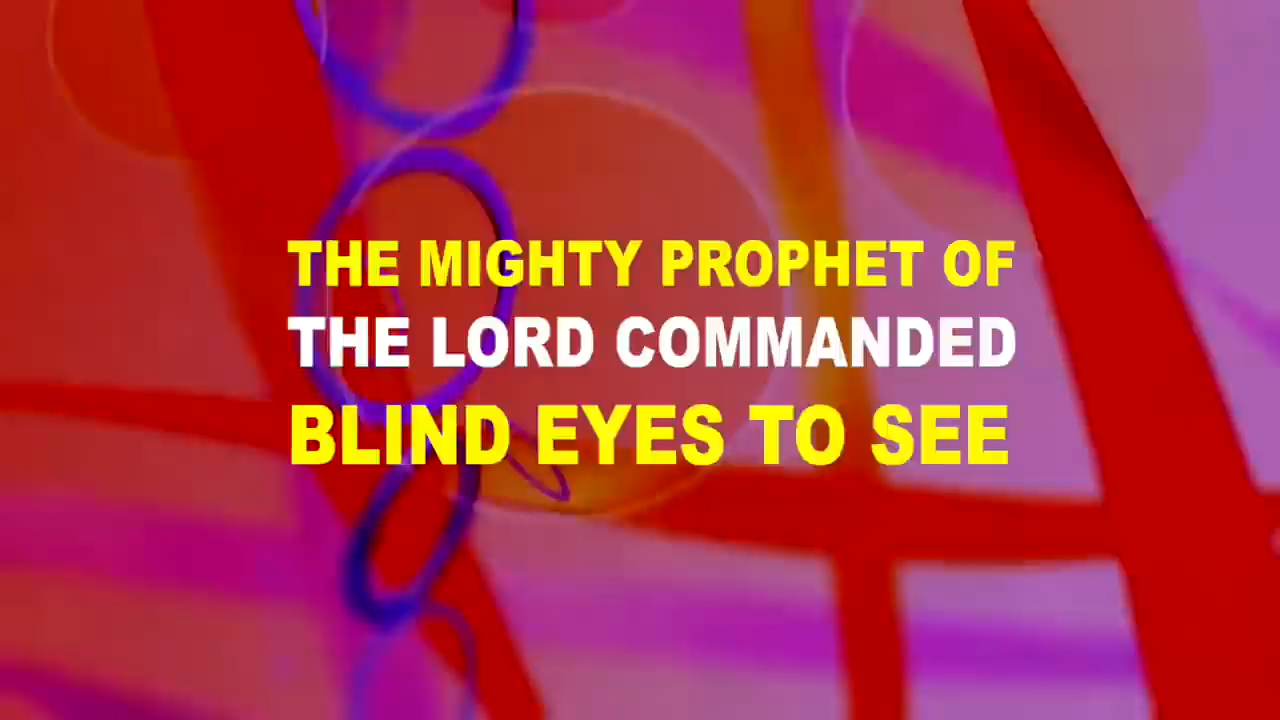 THE MIGHTY PROPHET OF
THE LORD COMMANDED
BLIND EYES TO SEE